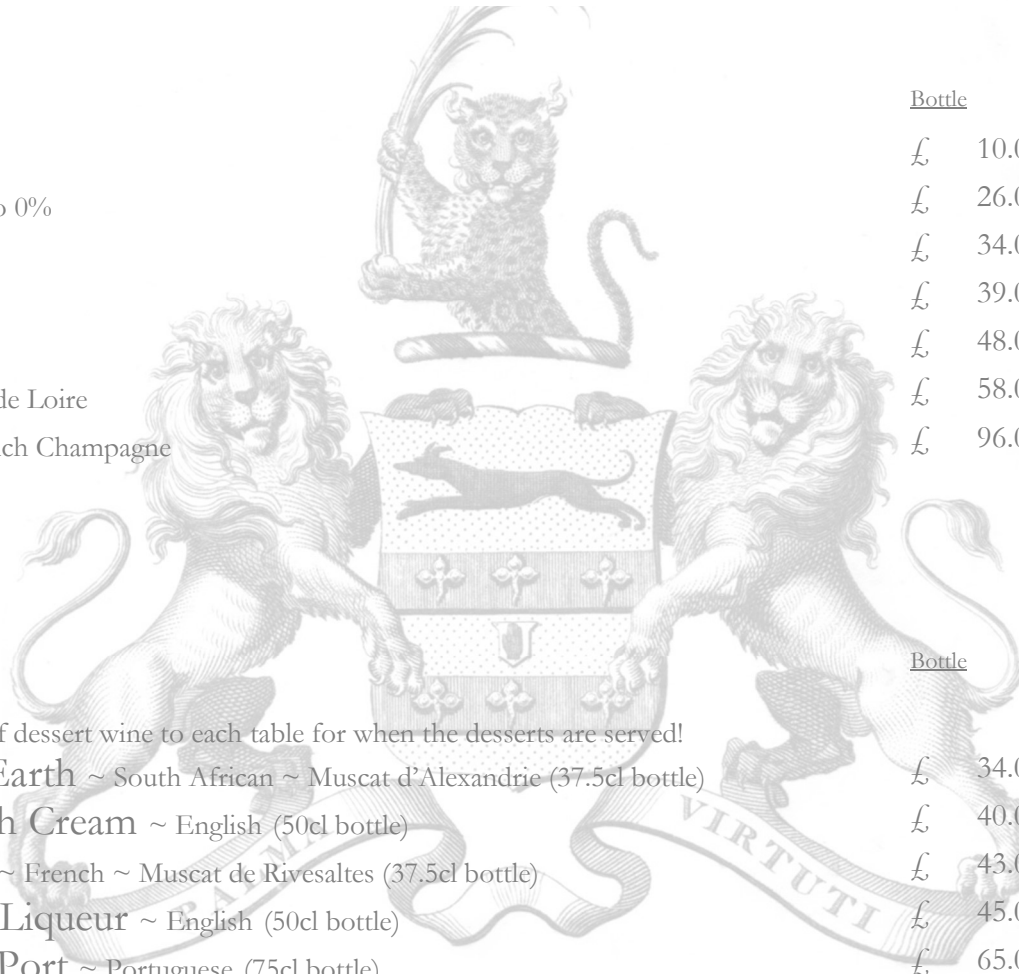 Bottle
£ 10.0
£ 26.0
0%
£ 34.0
£ 39.0
£ 48.0
de Loire £ 58.0
Champagne £ 96.0
Bottle
dessert wine to each table for when the desserts are served!
Earth ~ South African ~ Muscat d’Alexandrie (37.5cl bottle) £ 34.0
Cream ~ English (50cl bottle) £ 40.0
~ French ~ Muscat de Rivesaltes (37.5cl bottle) £ 43.0
Liqueur ~ English (50cl bottle) £ 45.0
Port ~ Portuguese (75cl bottle) £ 65.0
PALMA VIRTUTI